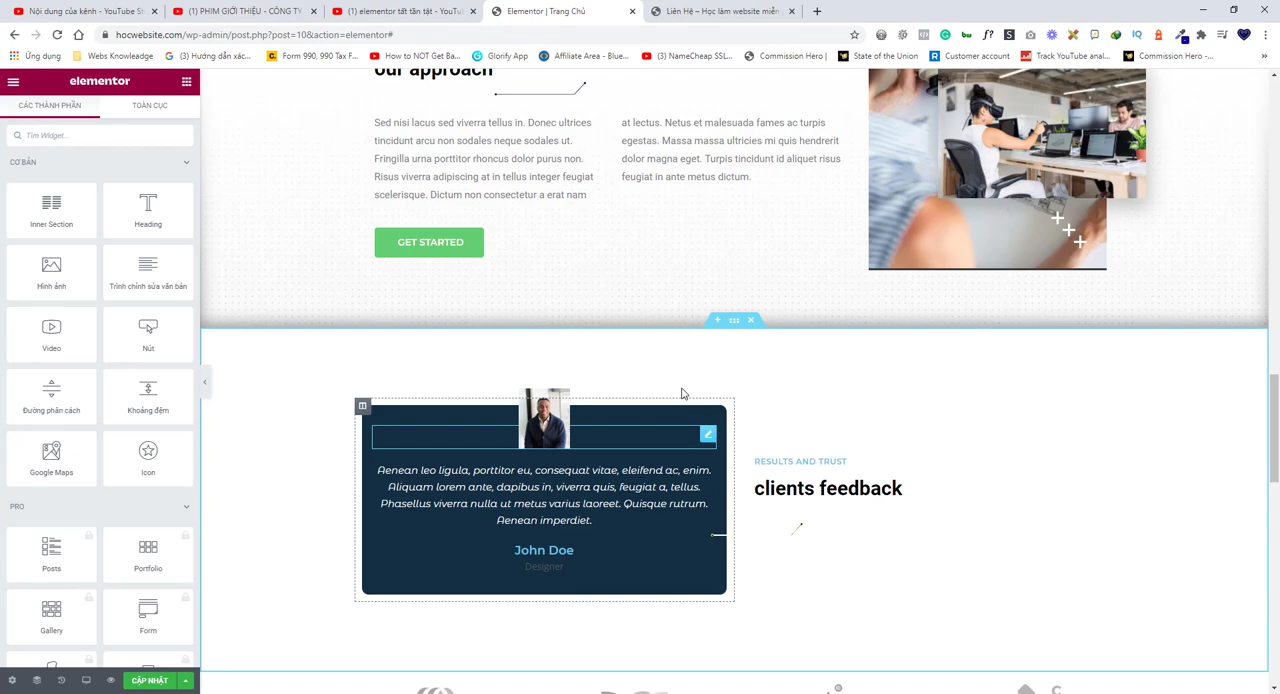 Nội dung của kênh - YouTube St
(1) PHIM GIỚI THIỆU - CÔNG TY
(1) elementor tất tần tật - YouTub
Elementor | Trang Chủ
Liên Hệ – Học làm website miễn
hocwebsite.com/wp-admin/post.php?post=10&action=elementor#
Ứng dụng
Webs Knowledge
(3) Hướng dẫn xác...
Form 990, 990 Tax F...
How to NOT Get Ba...
Glorify App
Affiliate Area - Blue...
(3) NameCheap SSL...
Commission Hero |
State of the Union
Customer account
Track YouTube anal...
Commission Hero -...
elementor
CÁC THÀNH PHẦN
TOÀN CỤC
Tìm Widget...
CƠ BẢN
Inner Section
Heading
Hình ảnh
Trình chỉnh sửa văn bản
Video
Nút
Đường phân cách
Khoảng đệm
Google Maps
Icon
PRO
Posts
Portfolio
Gallery
Form
CẬP NHẬT
our approach
Sed nisi lacus sed viverra tellus in. Donec ultrices
tincidunt arcu non sodales neque sodales ut.
Fringilla urna porttitor rhoncus dolor purus non.
Risus viverra adipiscing at in tellus integer feugiat
scelerisque. Dictum non consectetur a erat nam
at lectus. Netus et malesuada fames ac turpis
egestas. Massa massa ultricies mi quis hendrerit
dolor magna eget. Turpis tincidunt id aliquet risus
feugiat in ante metus dictum.
GET STARTED
Aenean leo ligula, porttitor eu, consequat vitae, eleifend ac, enim.
Aliquam lorem ante, dapibus in, viverra quis, feugiat a, tellus.
Phasellus viverra nulla ut metus varius laoreet. Quisque rutrum.
Aenean imperdiet.
John Doe
Designer
RESULTS AND TRUST
clients feedback